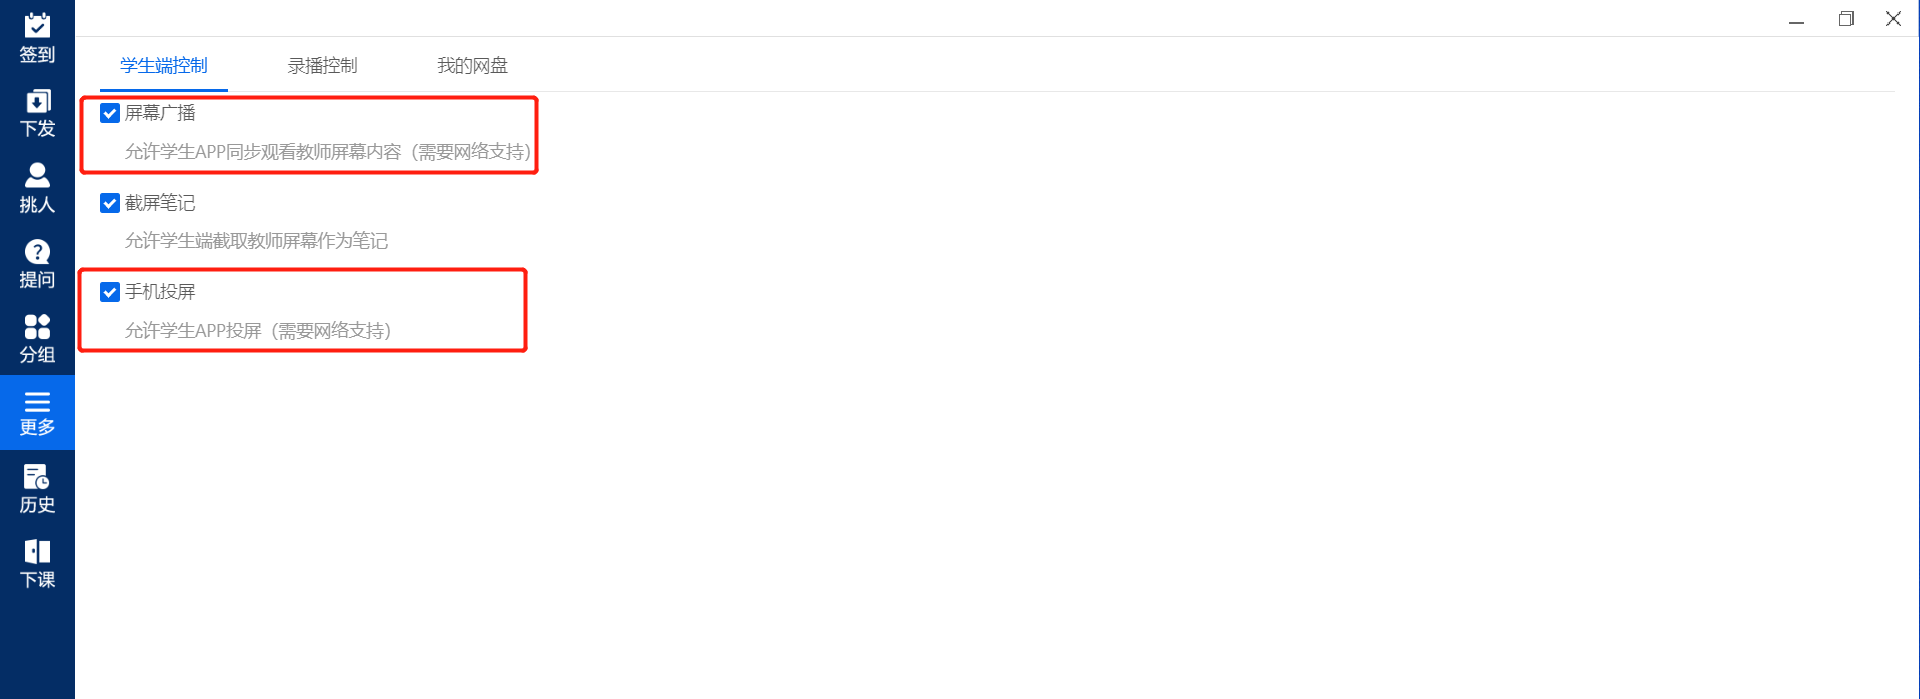 签到
下发
挑人
提问
分组
更多
历史
下课
学生端控制
录播控制
我的网盘
屏幕广播
允许学生APP同步观看教师屏幕内容（需要网络支持）
截屏笔记
允许学生端截取教师屏幕作为笔记
手机投屏
允许学生APP投屏（需要网络支持）